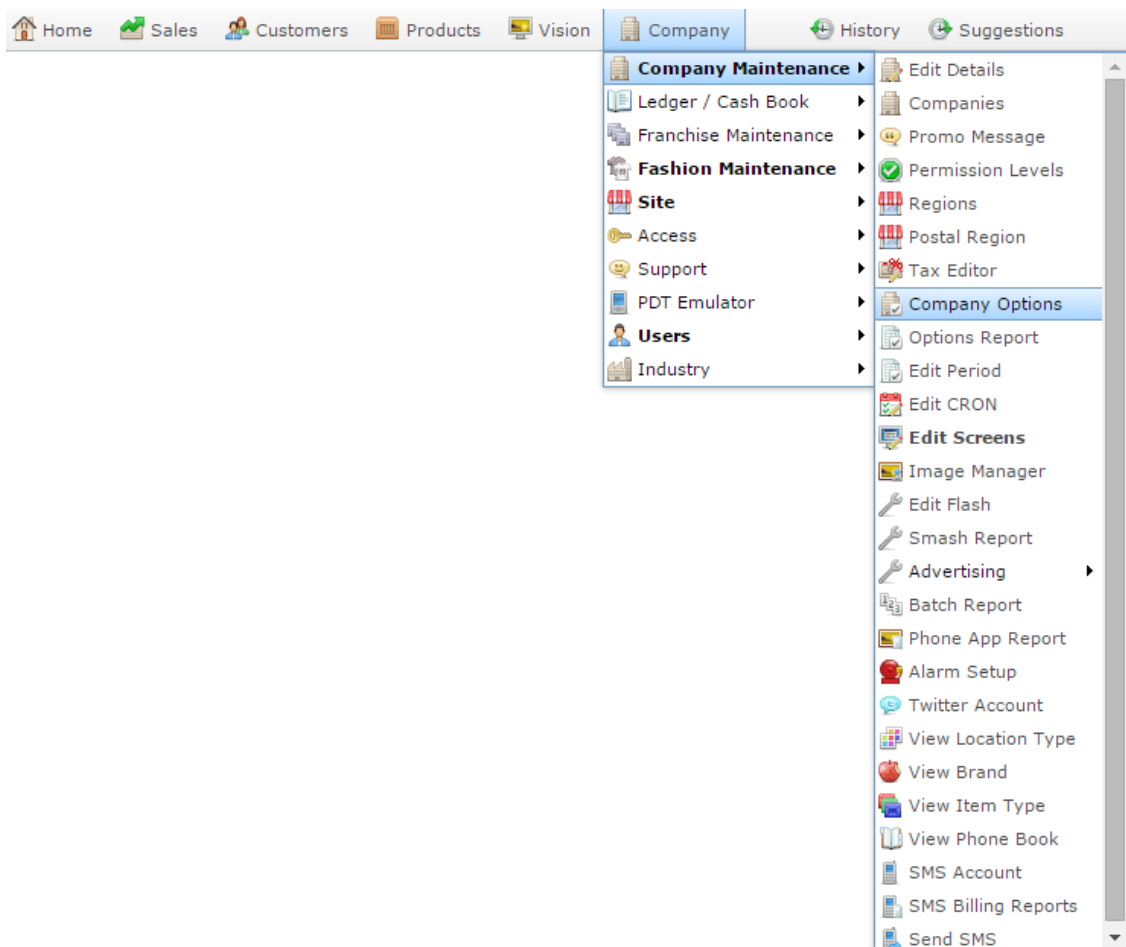 Home Sales Customers Products Vision Company History Suggestions
Company Maintenance
Ledger / Cash Book
Franchise Maintenance
Fashion Maintenance
Site
Access
Support
PDT Emulator
Users
Industry
Edit Details
Companies
Promo Message
Permission Levels
Regions
Postal Region
Tax Editor
Company Options
Options Report
Edit Period
Edit CRON
Edit Screens
Image Manager
Edit Flash
Smash Report
Advertising
Batch Report
Phone App Report
Alarm Setup
Twitter Account
View Location Type
View Brand
View Item Type
View Phone Book
SMS Account
SMS Billing Reports
Send SMS